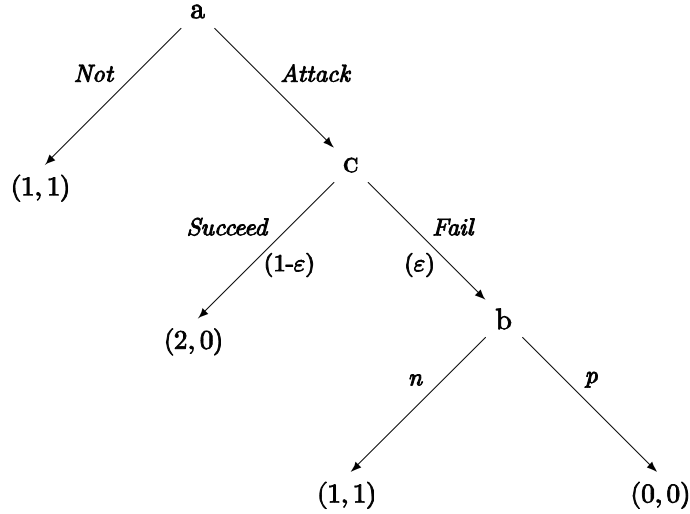 a
Not Attack
(1, 1)
c
Succeed Fail
(1-ε) (ε)
(2, 0)
b
n p
(1, 1) (0, 0)